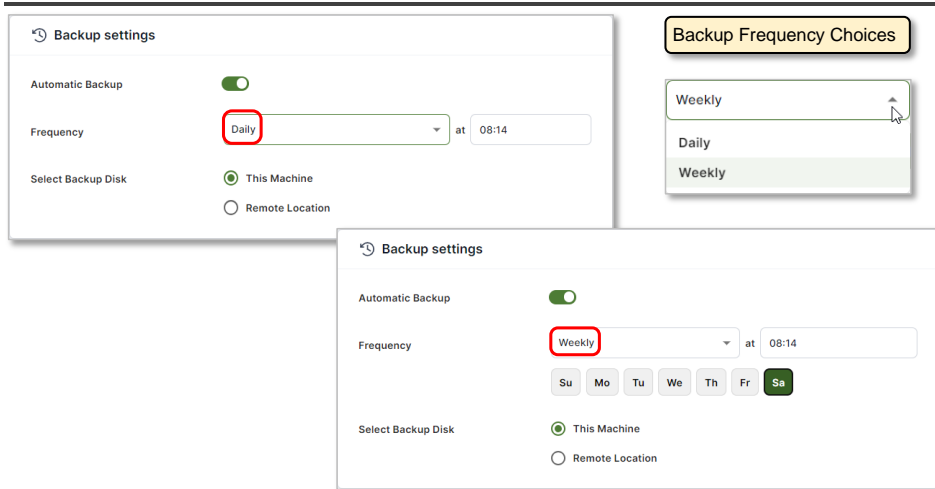 Backup settings
Automatic Backup
Frequency
Daily
at
08:14
Select Backup Disk
This Machine
Remote Location
Backup Frequency Choices
Weekly
Daily
Weekly
Backup settings
Automatic Backup
Frequency
Weekly
at
08:14
Su Mo Tu We Th Fr Sa
Select Backup Disk
This Machine
Remote Location